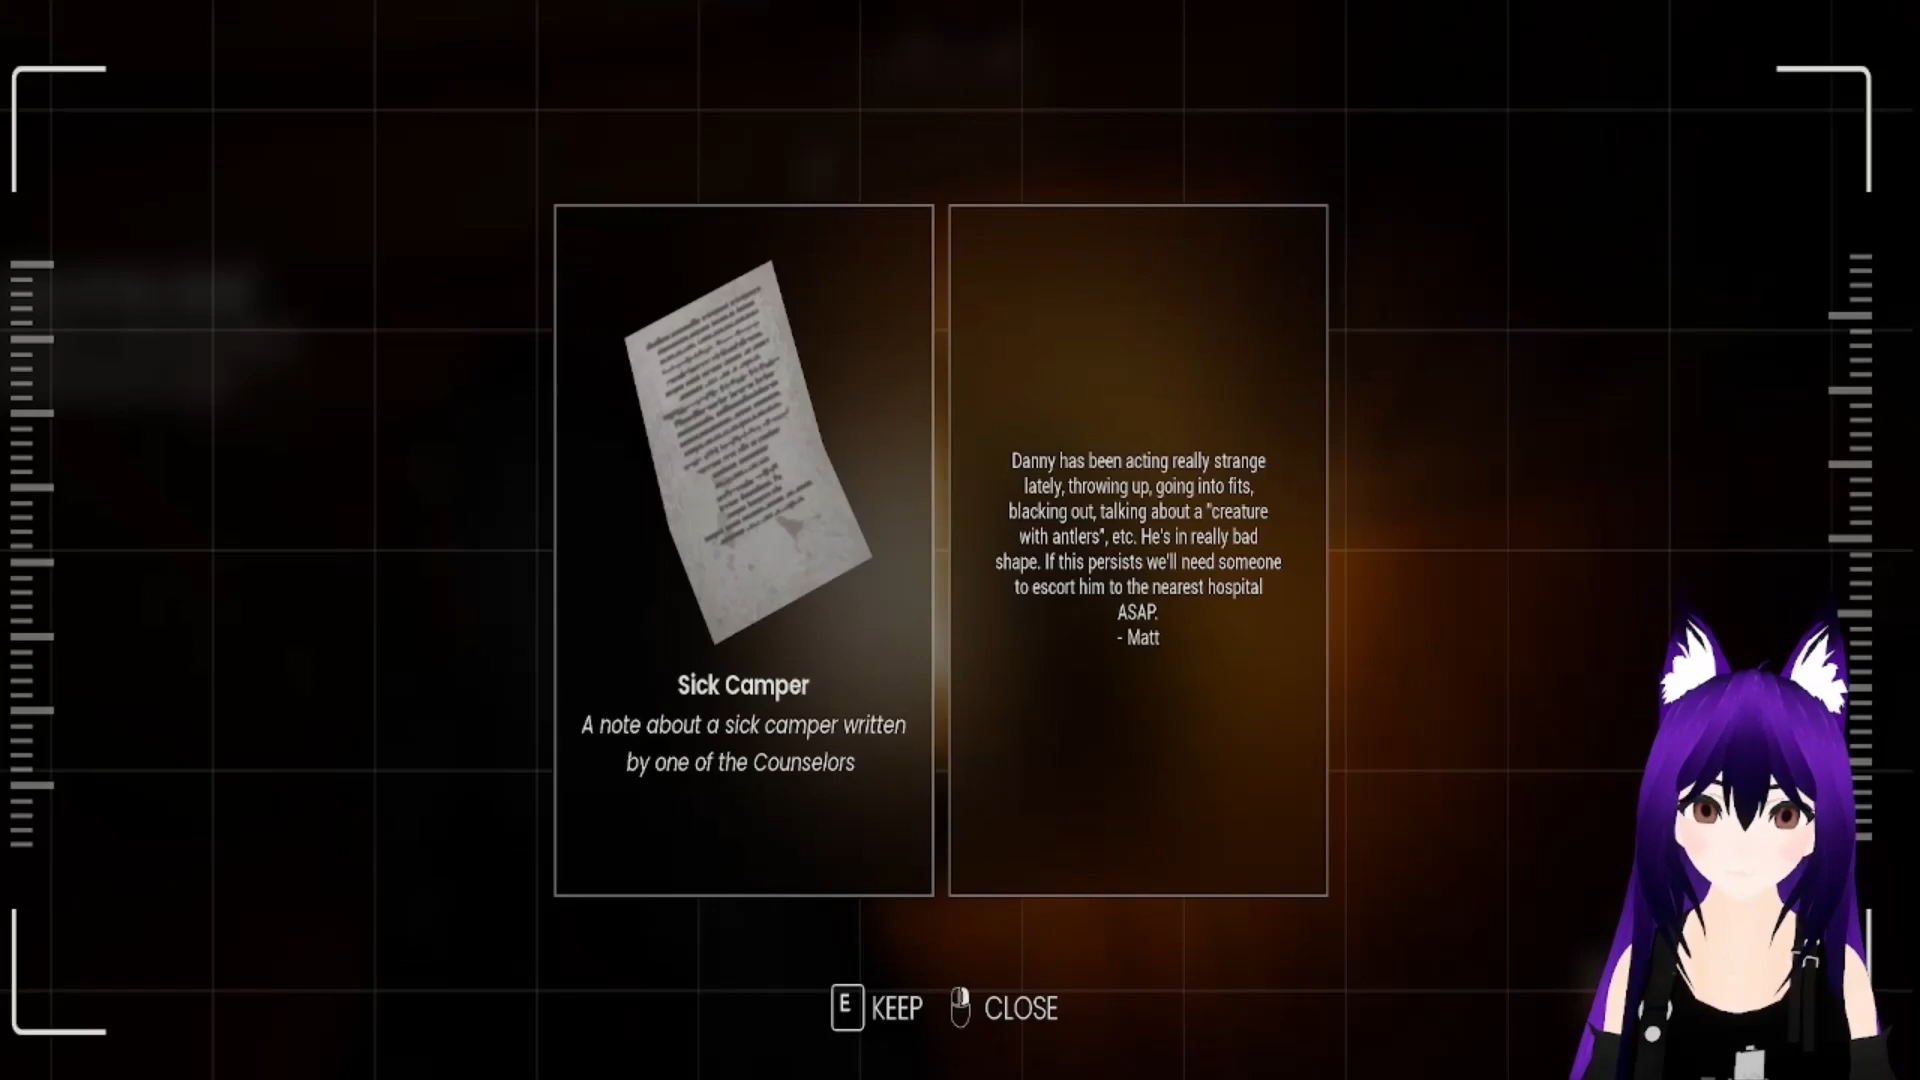 Sick Camper
A note about a sick camper written
by one of the Counselors
Danny has been acting really strange
lately, throwing up, going into fits,
blacking out, talking about a "creature
with antlers", etc. He's in really bad
shape. If this persists we'll need someone
to escort him to the nearest hospital
ASAP.
- Matt
E KEEP CLOSE